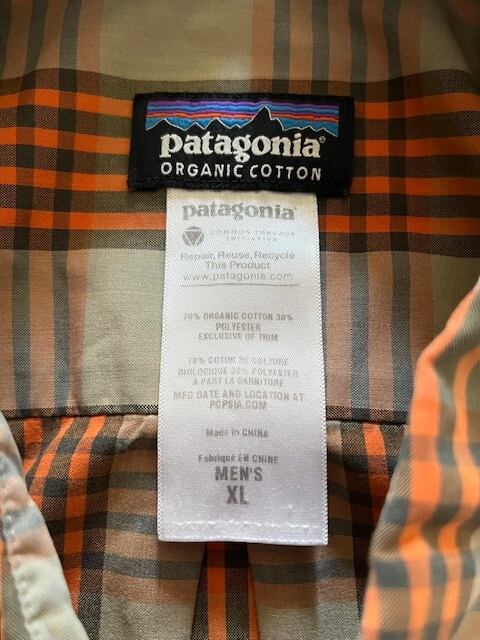 patagonia®
ORGANIC COTTON
patagonia®
COMMON THREADS
INITIATIVE
Repair, Reuse, Recycle
This Product
www.patagonia.com
70% ORGANIC COTTON 30%
POLYESTER
EXCLUSIVE OF TRIM
70% COTON DE CULTURE
BIOLOGIQUE 30% POLYESTER
A PART LA GARNITURE
MFG DATE AND LOCATION AT
PCPSIA.COM
Made in CHINA
Fabriqué EN CHINE
MEN'S
XL